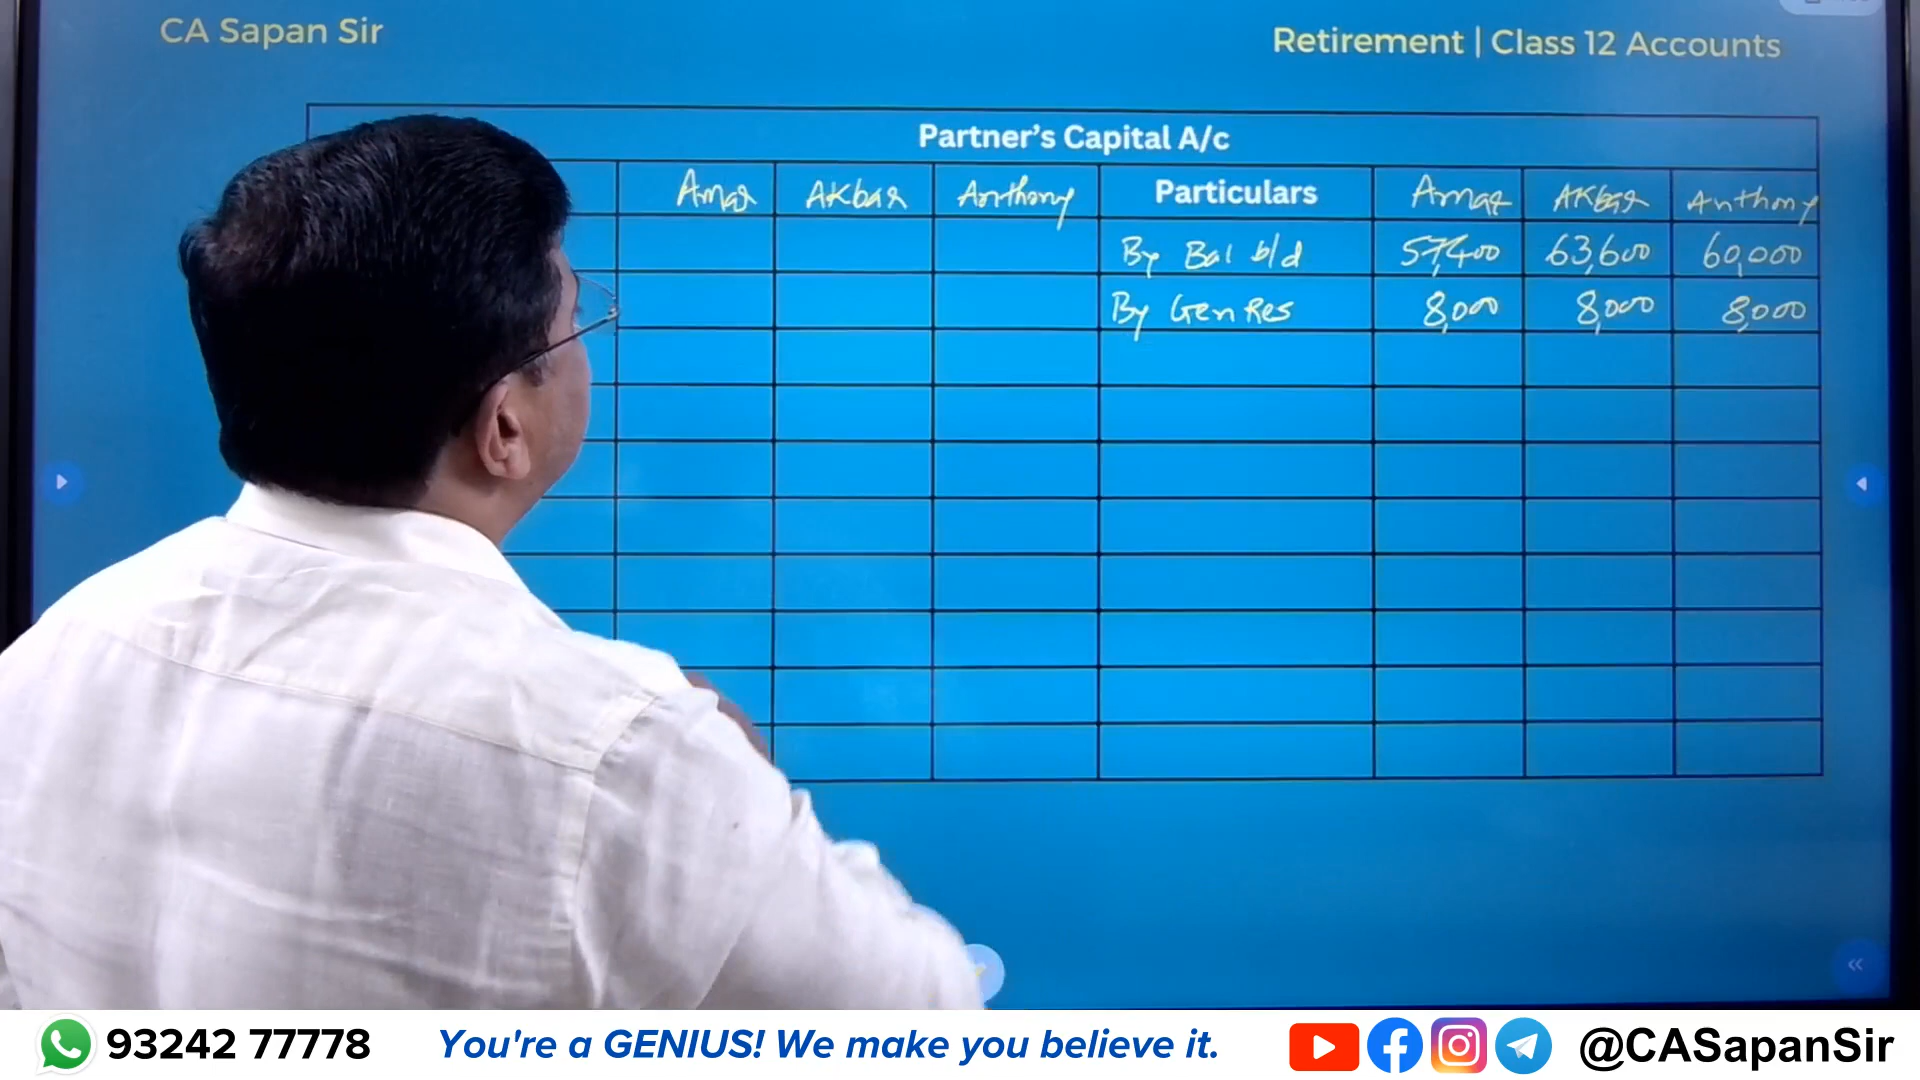 CA Sapan Sir
Retirement | Class 12 Accounts
Partner's Capital A/c
Amar Akbar Anthony Particulars Amar Akbar Anthony
By Bal b/d 57,400 63,600 60,000
By Gen Res 8,000 8,000 8,000
93242 77778 You're a GENIUS! We make you believe it. @CASapanSir